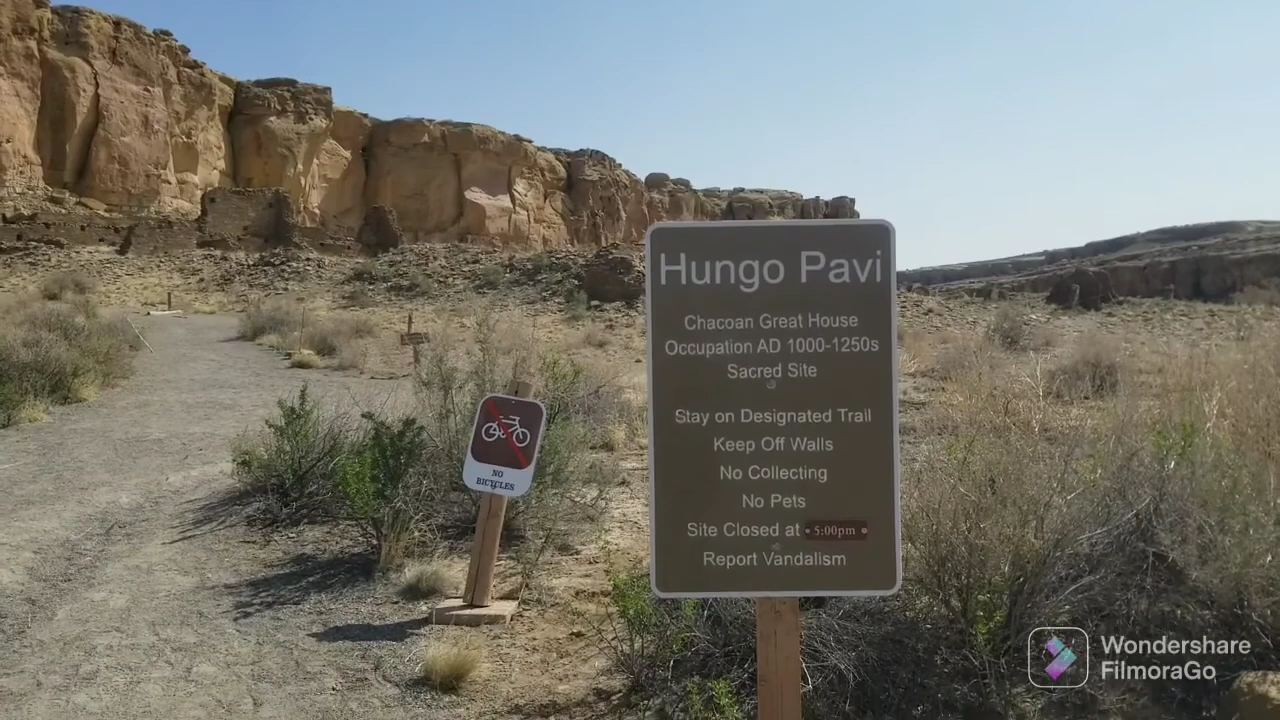 Hungo Pavi
Chacoan Great House
Occupation AD 1000-1250s
Sacred Site
Stay on Designated Trail
Keep Off Walls
No Collecting
No Pets
Site Closed at 5:00pm
Report Vandalism
NO
BICYCLES
Wondershare
FilmoraGo